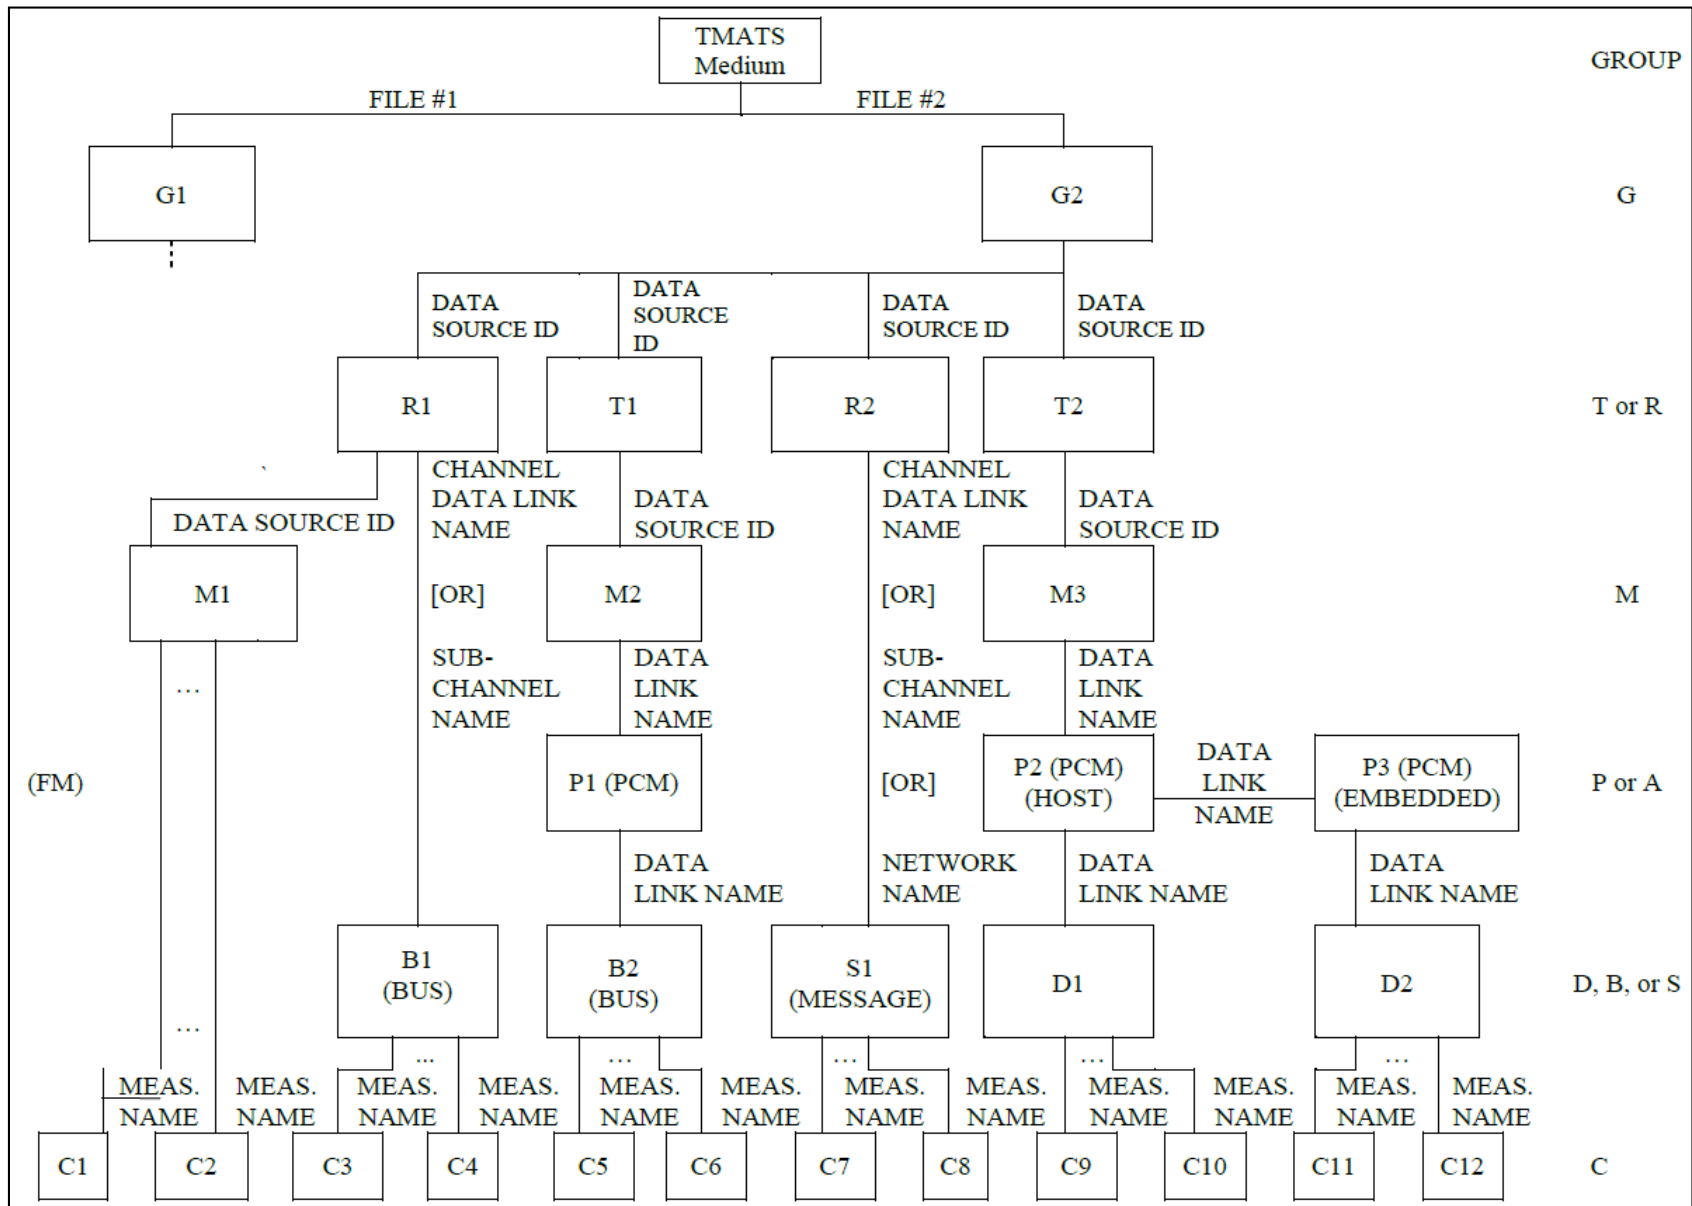 TMATS
Medium
GROUP
FILE #1
FILE #2
G1
G2
G
DATA
SOURCE ID
DATA
SOURCE
ID
DATA
SOURCE ID
DATA
SOURCE ID
R1
T1
R2
T2
T or R
DATA SOURCE ID
CHANNEL
DATA LINK
NAME
DATA
SOURCE ID
CHANNEL
DATA LINK
NAME
DATA
SOURCE ID
M1
[OR]
M2
[OR]
M3
M
...
SUB-
CHANNEL
NAME
DATA
LINK
NAME
SUB-
CHANNEL
NAME
DATA
LINK
NAME
(FM)
P1 (PCM)
[OR]
P2 (PCM)
(HOST)
DATA
LINK
NAME
P3 (PCM)
(EMBEDDED)
P or A
DATA
LINK NAME
NETWORK
NAME
DATA
LINK NAME
DATA
LINK NAME
...
B1
(BUS)
B2
(BUS)
S1
(MESSAGE)
D1
D2
D, B, or S
...
...
...
...
...
MEAS.
NAME
MEAS.
NAME
MEAS.
NAME
MEAS.
NAME
MEAS.
NAME
MEAS.
NAME
MEAS.
NAME
MEAS.
NAME
MEAS.
NAME
MEAS.
NAME
MEAS.
NAME
MEAS.
NAME
C1
C2
C3
C4
C5
C6
C7
C8
C9
C10
C11
C12
C